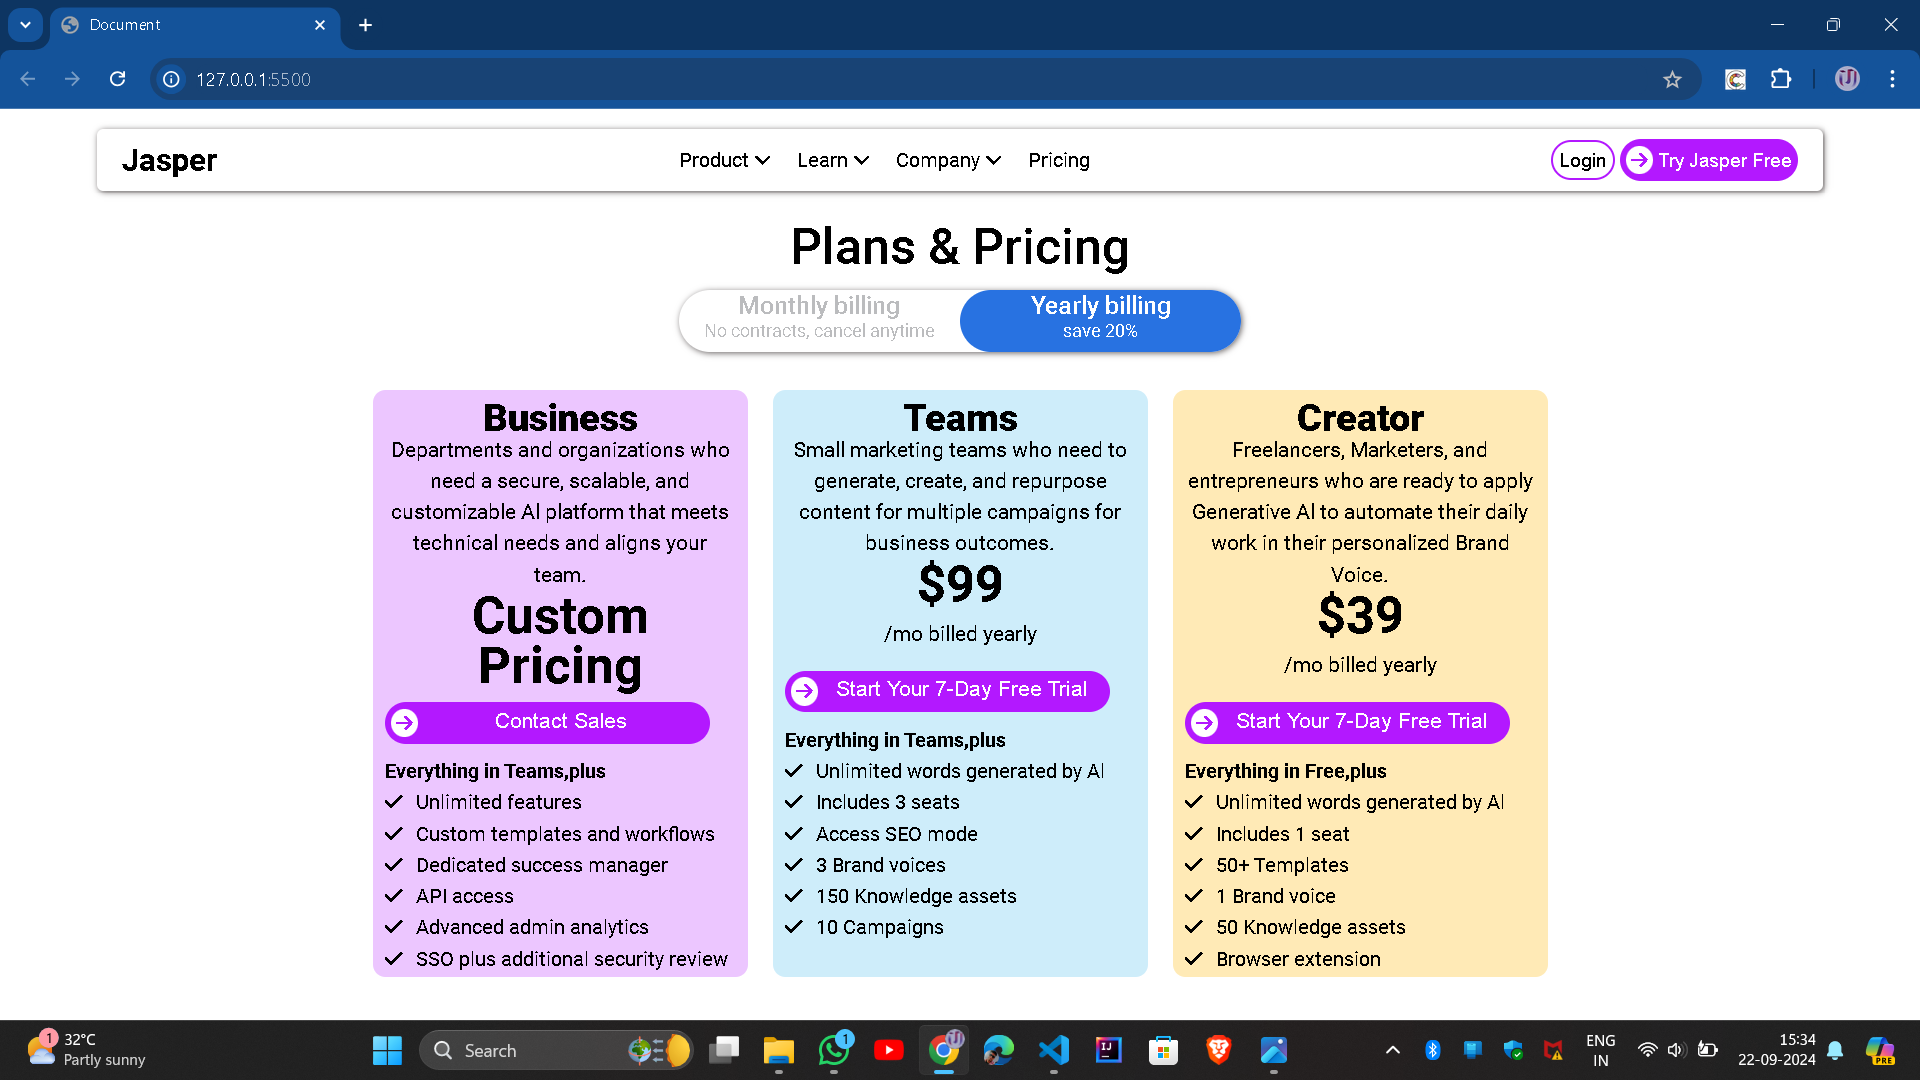 Document
127.0.0.1:5500
Jasper
Product
Learn
Company
Pricing
Login
Try Jasper Free
Plans & Pricing
Monthly billing
No contracts, cancel anytime
Yearly billing
save 20%
Business
Departments and organizations who
need a secure, scalable, and
customizable Al platform that meets
technical needs and aligns your
team.
Custom
Pricing
Contact Sales
Everything in Teams,plus
Unlimited features
Custom templates and workflows
Dedicated success manager
API access
Advanced admin analytics
SSO plus additional security review
Teams
Small marketing teams who need to
generate, create, and repurpose
content for multiple campaigns for
business outcomes.
$99
/mo billed yearly
Start Your 7-Day Free Trial
Everything in Teams,plus
Unlimited words generated by Al
Includes 3 seats
Access SEO mode
3 Brand voices
150 Knowledge assets
10 Campaigns
Creator
Freelancers, Marketers, and
entrepreneurs who are ready to apply
Generative Al to automate their daily
work in their personalized Brand
Voice.
$39
/mo billed yearly
Start Your 7-Day Free Trial
Everything in Free,plus
Unlimited words generated by Al
Includes 1 seat
50+ Templates
1 Brand voice
50 Knowledge assets
Browser extension
1
32°C
Partly sunny
Search
1
IJ
ENG
IN
15:34
22-09-2024
PRE